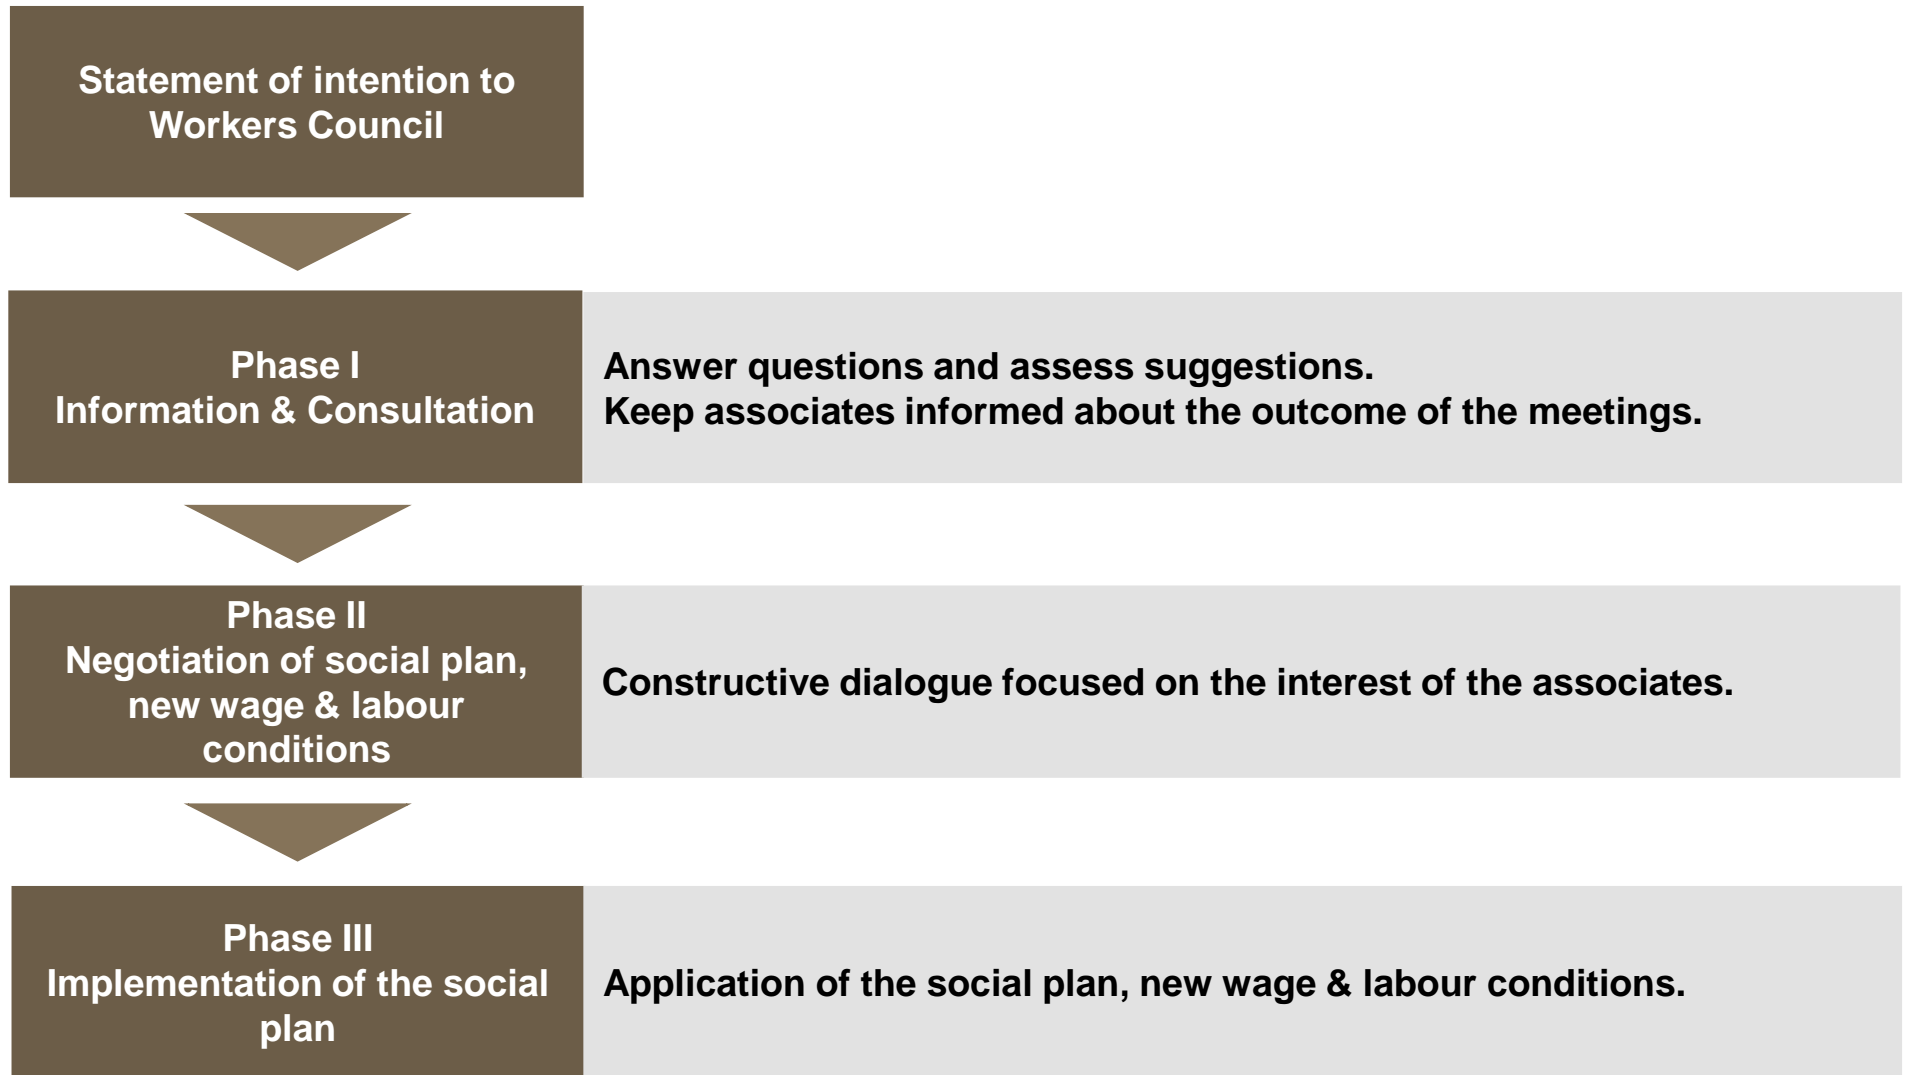 Statement of intention to
Workers Council
Phase I
Information & Consultation
Answer questions and assess suggestions.
Keep associates informed about the outcome of the meetings.
Phase II
Negotiation of social plan,
new wage & labour
conditions
Constructive dialogue focused on the interest of the associates.
Phase III
Implementation of the social
plan
Application of the social plan, new wage & labour conditions.